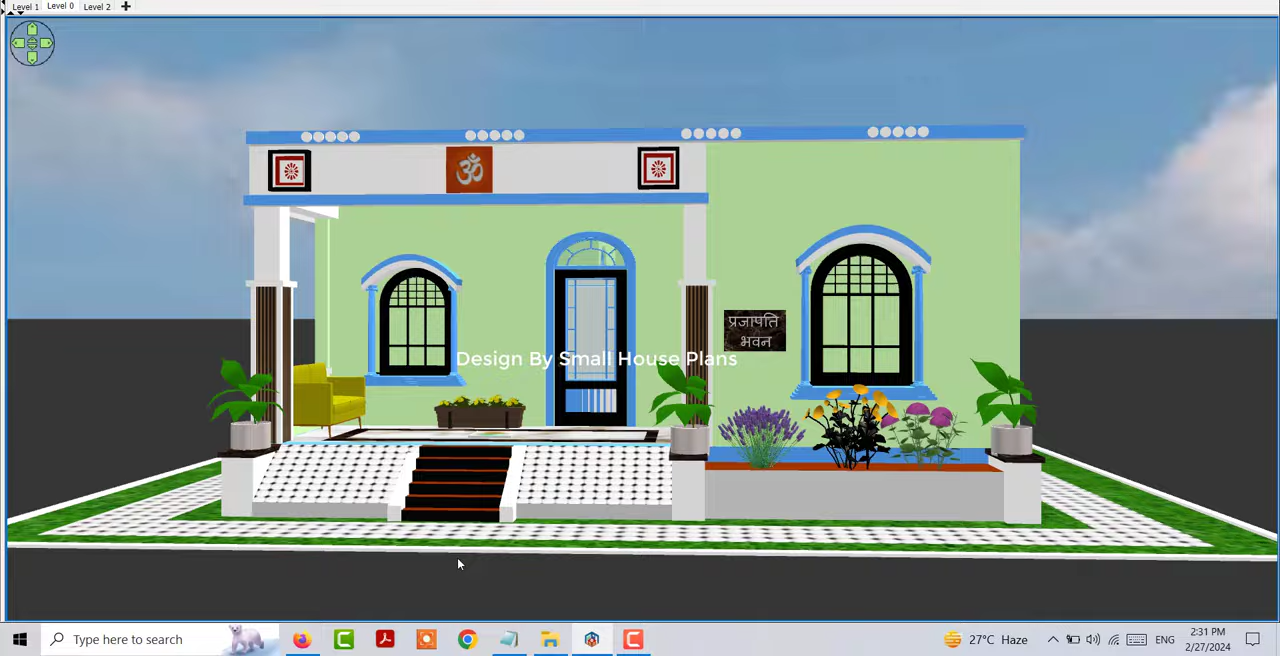 Level 1 Level 0 Level 2
ॐ
प्रजापति
भवन
Design By Small House Plans
Type here to search
27°C Haze
ENG
2:31 PM
2/27/2024